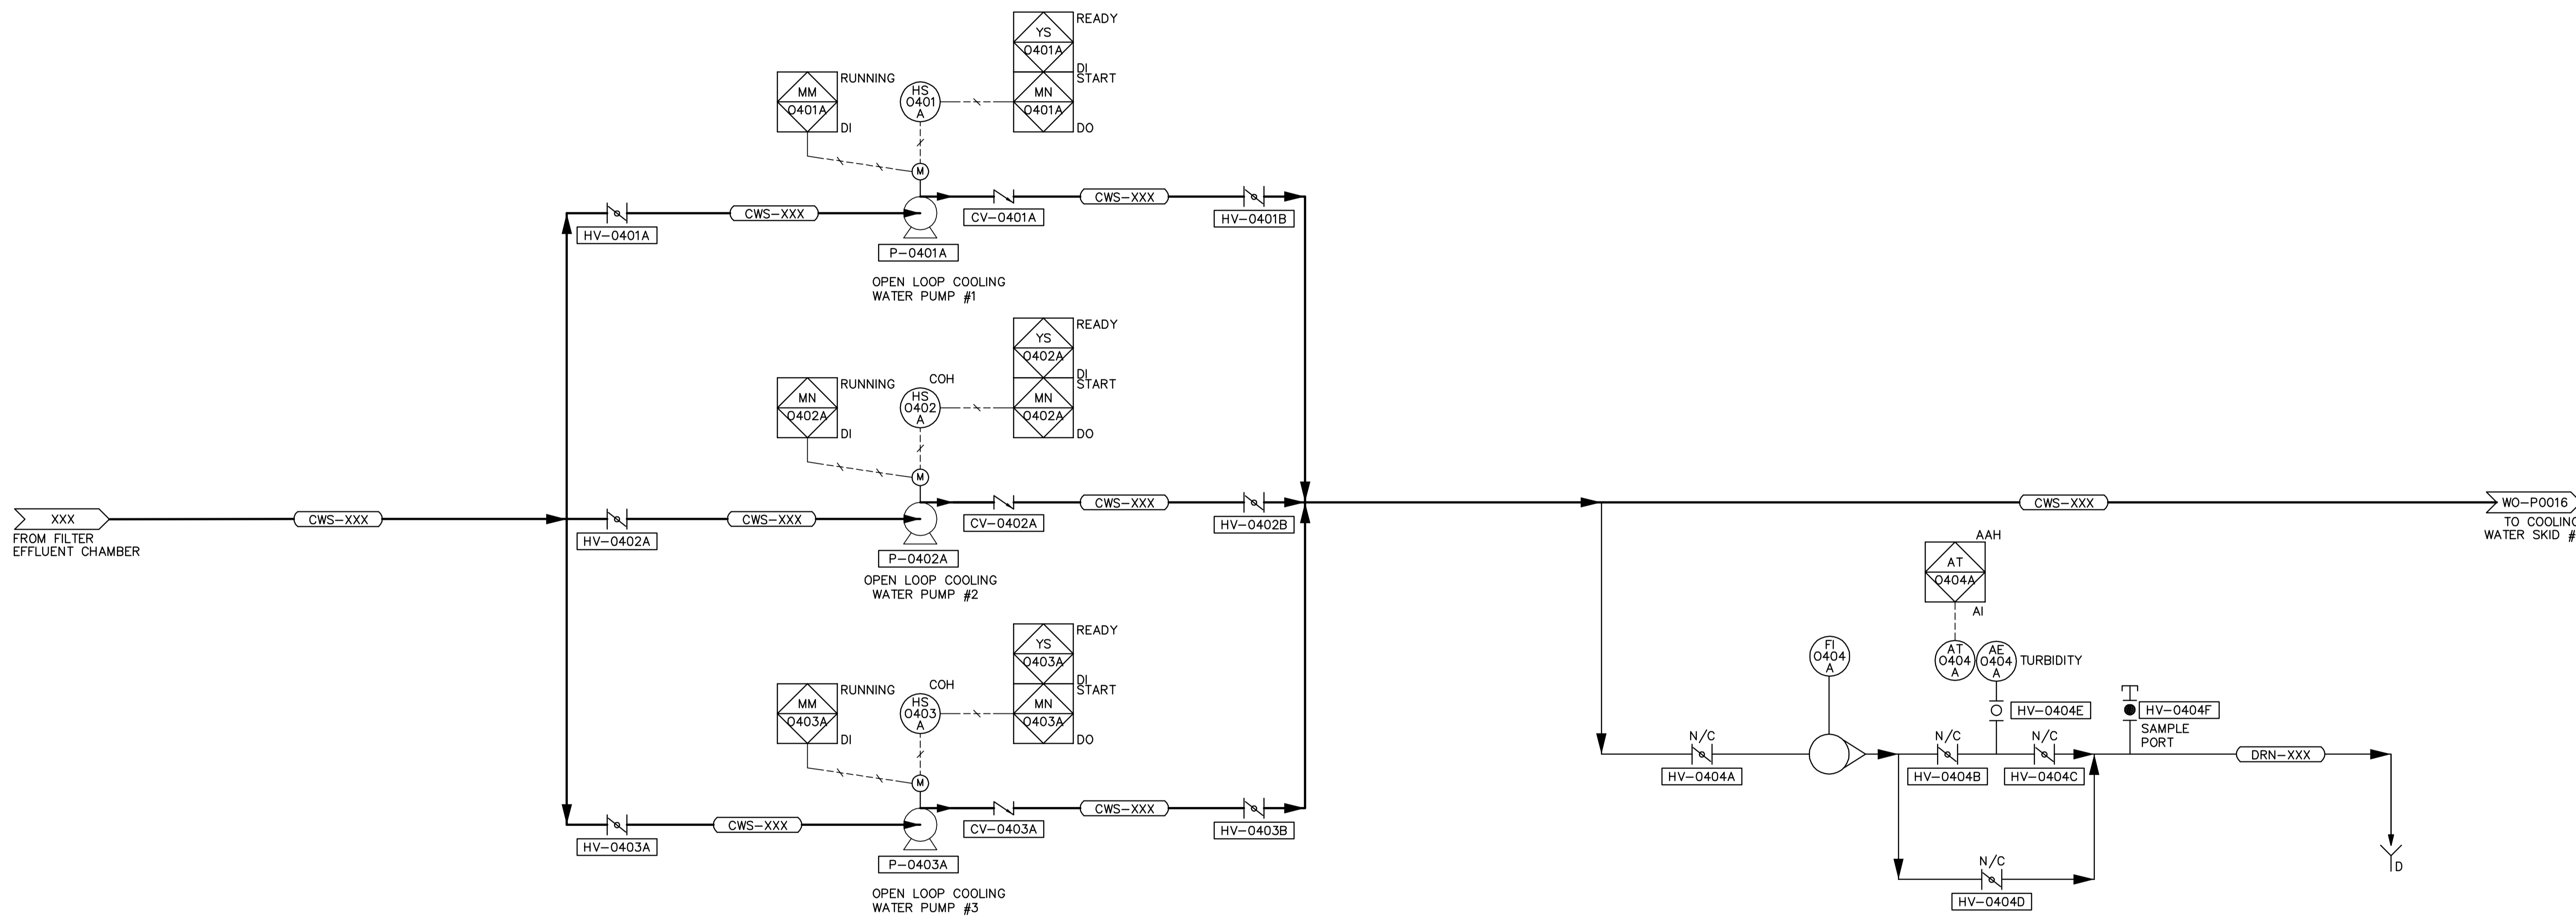 READY
YS
0401A
DI
RUNNING
MM
0401A
DI
HS
0401
A
START
MN
0401A
DO
M
CWS-XXX
HV-0401A
P-0401A
OPEN LOOP COOLING
WATER PUMP #1
CV-0401A
CWS-XXX
HV-0401B
READY
YS
0402A
DI
RUNNING
MN
0402A
DI
COH
HS
0402
A
START
MN
0402A
DO
M
XXX
FROM FILTER
EFFLUENT CHAMBER
CWS-XXX
HV-0402A
CWS-XXX
P-0402A
OPEN LOOP COOLING
WATER PUMP #2
CV-0402A
CWS-XXX
HV-0402B
READY
YS
0403A
DI
RUNNING
MM
0403A
DI
COH
HS
0403
A
START
MN
0403A
DO
M
HV-0403A
CWS-XXX
P-0403A
OPEN LOOP COOLING
WATER PUMP #3
CV-0403A
CWS-XXX
HV-0403B
CWS-XXX
WO-P0016
TO COOLING
WATER SKID #
AAH
AT
0404A
AI
FI
0404
A
AT
0404
A
AE
0404
A
TURBIDITY
HV-0404E
HV-0404F
SAMPLE
PORT
N/C
HV-0404A
N/C
HV-0404B
N/C
HV-0404C
DRN-XXX
N/C
HV-0404D
D